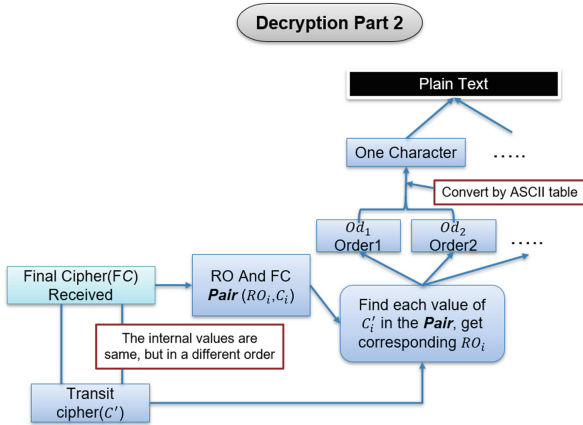 Decryption Part 2
Plain Text
One Character
.....
Convert by ASCII table
Od₁
Order1
Od₂
Order2
.....
Final Cipher(FC)
Received
RO And FC
Pair (ROᵢ,Cᵢ)
Find each value of
C′ᵢ in the Pair, get
corresponding ROᵢ
The internal values are
same, but in a different order
Transit
cipher(C′)